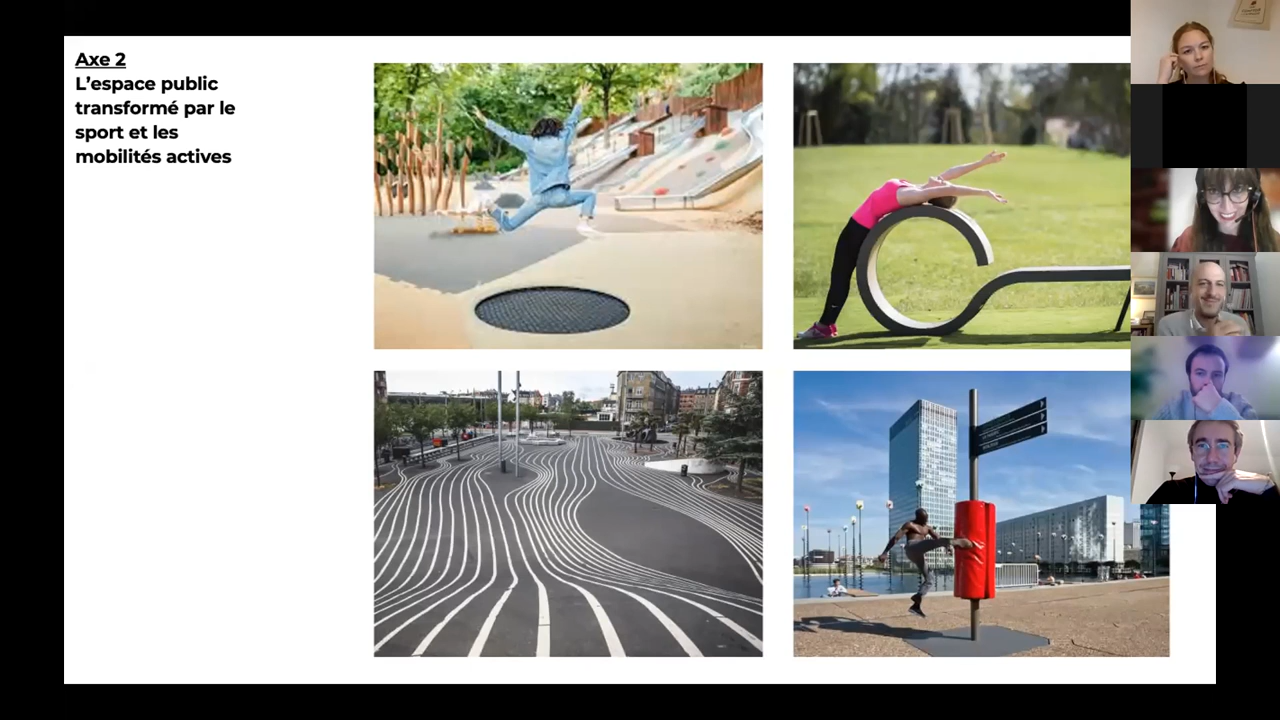 Axe 2
L’espace public
transformé par le
sport et les
mobilités actives